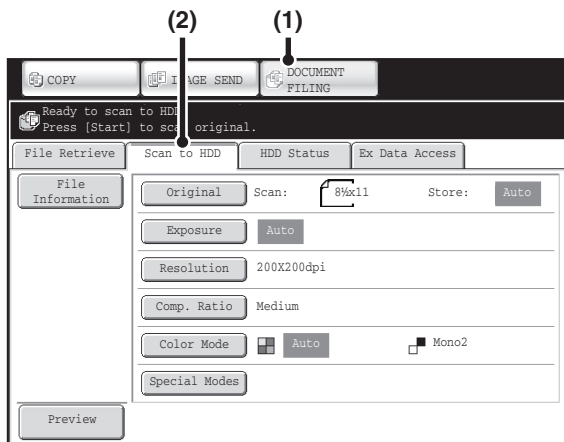 (2) (1)
COPY IMAGE SEND DOCUMENT
FILING
Ready to scan to HDD.
Press [Start] to scan original.
File Retrieve Scan to HDD HDD Status Ex Data Access
File
Information
Original Scan: 8½x11 Store: Auto
Exposure Auto
Resolution 200X200dpi
Comp. Ratio Medium
Color Mode Auto Mono2
Special Modes
Preview